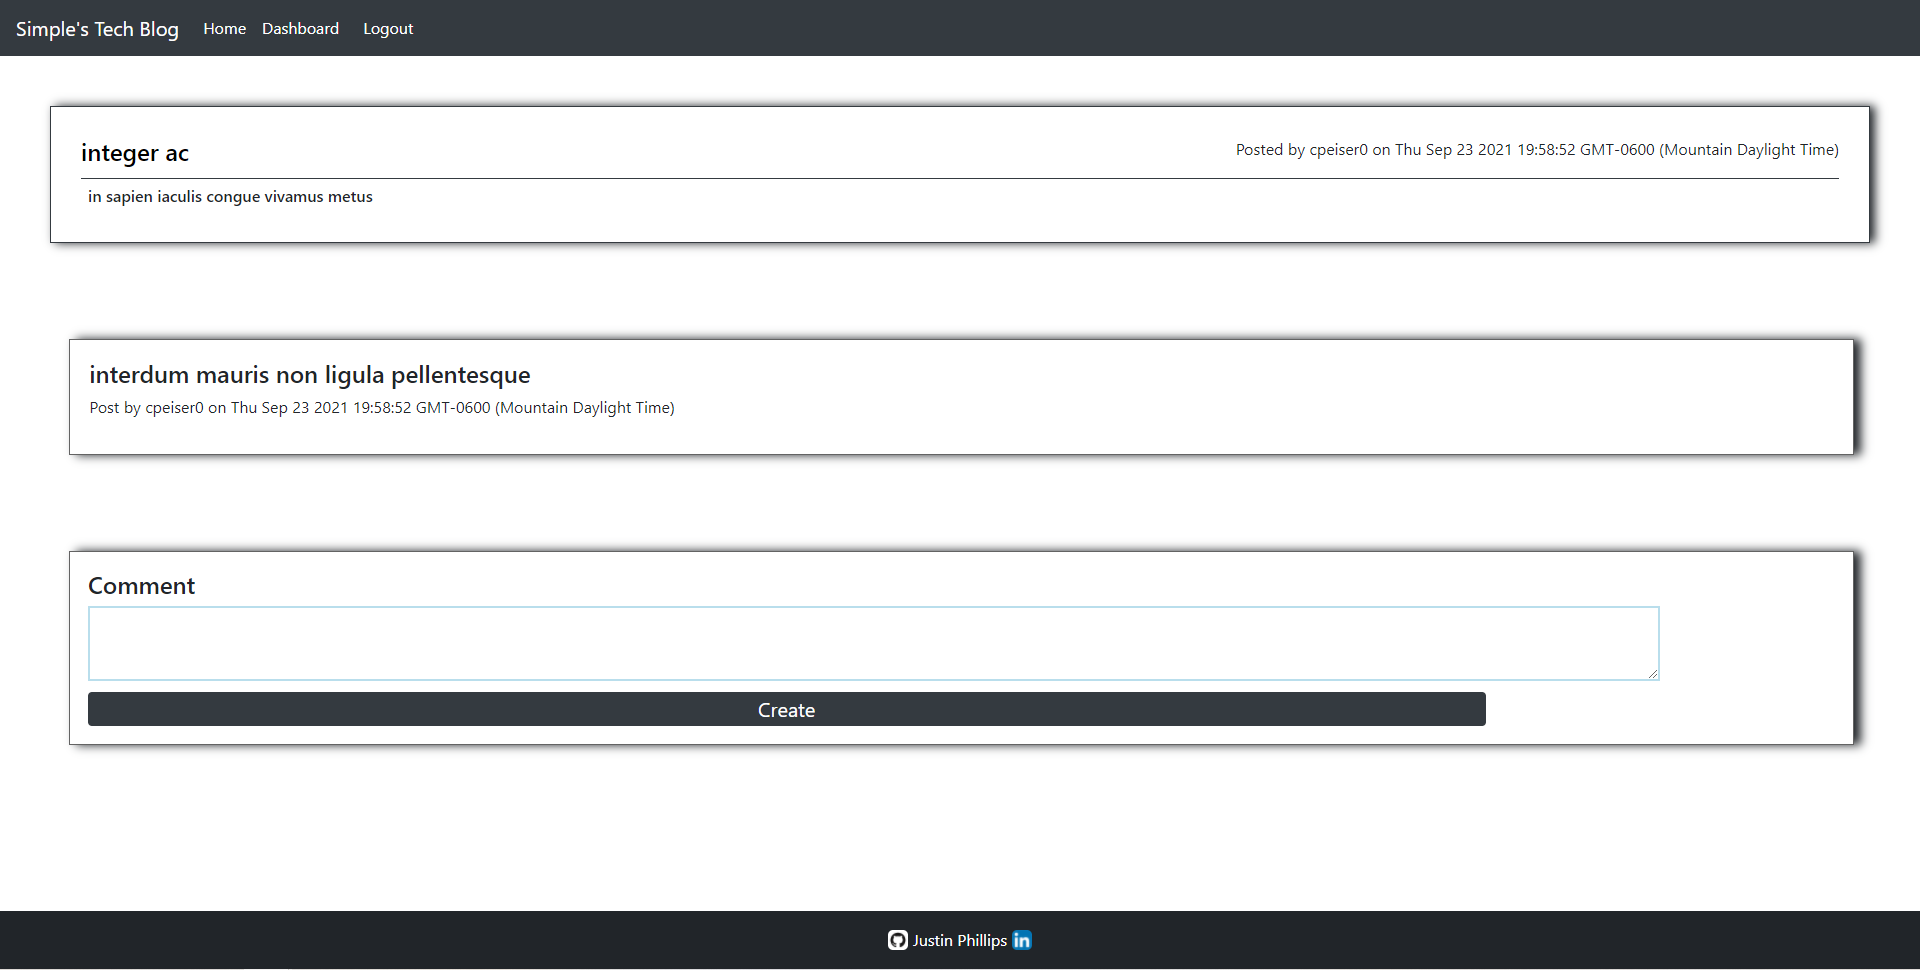 Simple's Tech Blog Home Dashboard Logout
integer ac
Posted by cpeiser0 on Thu Sep 23 2021 19:58:52 GMT-0600 (Mountain Daylight Time)
in sapien iaculis congue vivamus metus
interdum mauris non ligula pellentesque
Post by cpeiser0 on Thu Sep 23 2021 19:58:52 GMT-0600 (Mountain Daylight Time)
Comment
Create
Justin Phillips in